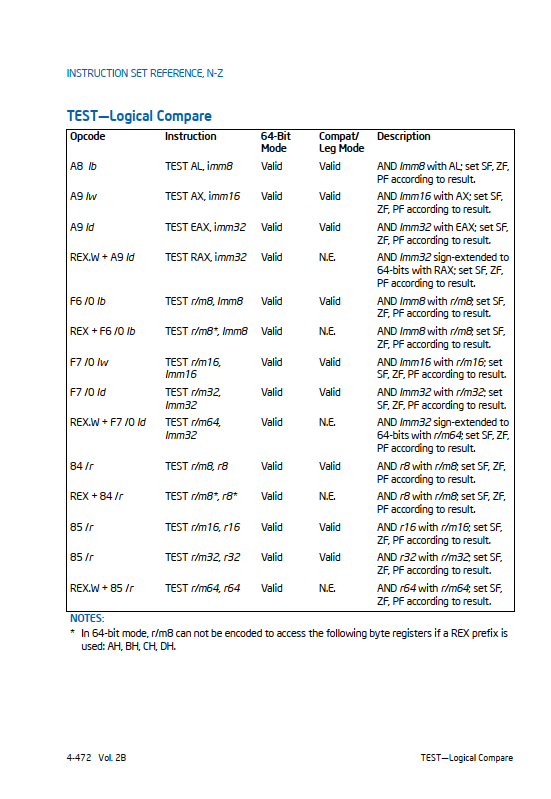 INSTRUCTION SET REFERENCE, N-Z
TEST—Logical Compare
Opcode Instruction 64-Bit Mode Compat/ Leg Mode Description
A8 ib TEST AL, imm8 Valid Valid AND imm8 with AL; set SF, ZF,
PF according to result.
A9 iw TEST AX, imm16 Valid Valid AND imm16 with AX; set SF,
ZF, PF according to result.
A9 id TEST EAX, imm32 Valid Valid AND imm32 with EAX; set SF,
ZF, PF according to result.
REX.W + A9 id TEST RAX, imm32 Valid N.E. AND imm32 sign-extended to
64-bits with RAX; set SF, ZF,
PF according to result.
F6 /0 ib TEST r/m8, imm8 Valid Valid AND imm8 with r/m8; set SF,
ZF, PF according to result.
REX + F6 /0 ib TEST r/m8*, imm8 Valid N.E. AND imm8 with r/m8; set SF,
ZF, PF according to result.
F7 /0 iw TEST r/m16, imm16 Valid Valid AND imm16 with r/m16; set
SF, ZF, PF according to result.
F7 /0 id TEST r/m32, imm32 Valid Valid AND imm32 with r/m32; set
SF, ZF, PF according to result.
REX.W + F7 /0 id TEST r/m64, imm32 Valid N.E. AND imm32 sign-extended to
64-bits with r/m64; set SF, ZF,
PF according to result.
84 /r TEST r/m8, r8 Valid Valid AND r8 with r/m8; set SF, ZF,
PF according to result.
REX + 84 /r TEST r/m8*, r8* Valid N.E. AND r8 with r/m8; set SF, ZF,
PF according to result.
85 /r TEST r/m16, r16 Valid Valid AND r16 with r/m16; set SF,
ZF, PF according to result.
85 /r TEST r/m32, r32 Valid Valid AND r32 with r/m32; set SF,
ZF, PF according to result.
REX.W + 85 /r TEST r/m64, r64 Valid N.E. AND r64 with r/m64; set SF,
ZF, PF according to result.
NOTES:
* In 64-bit mode, r/m8 can not be encoded to access the following byte registers if a REX prefix is
used: AH, BH, CH, DH.
4-472 Vol. 2B TEST—Logical Compare